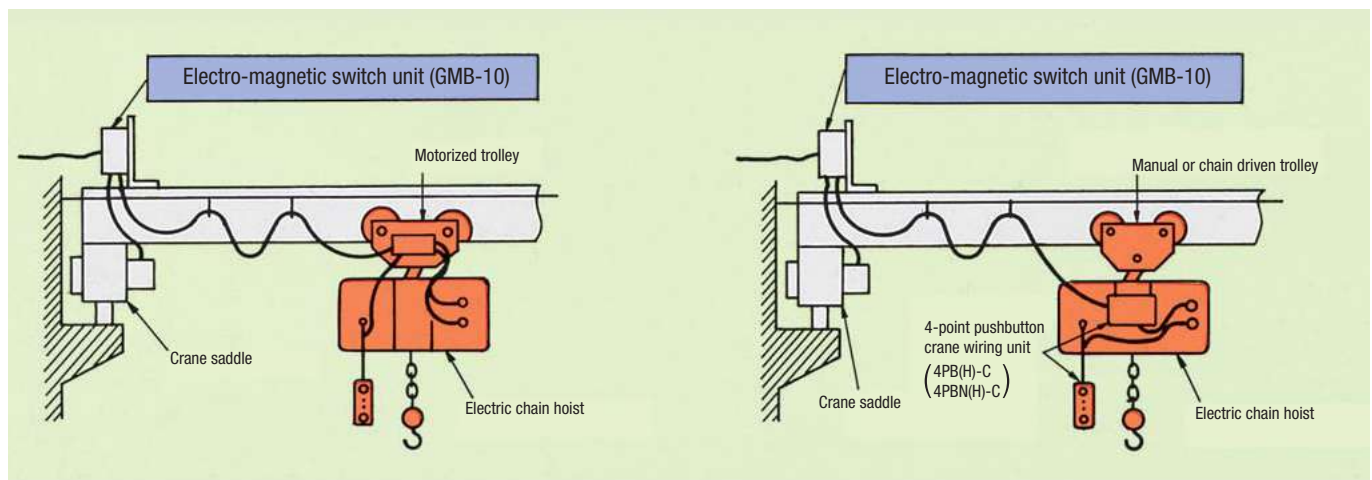 Electro-magnetic switch unit (GMB-10)
Motorized trolley
Crane saddle
Electric chain hoist
Electro-magnetic switch unit (GMB-10)
Manual or chain driven trolley
4-point pushbutton
crane wiring unit
(4PB(H)-C
4PBN(H)-C)
Crane saddle
Electric chain hoist